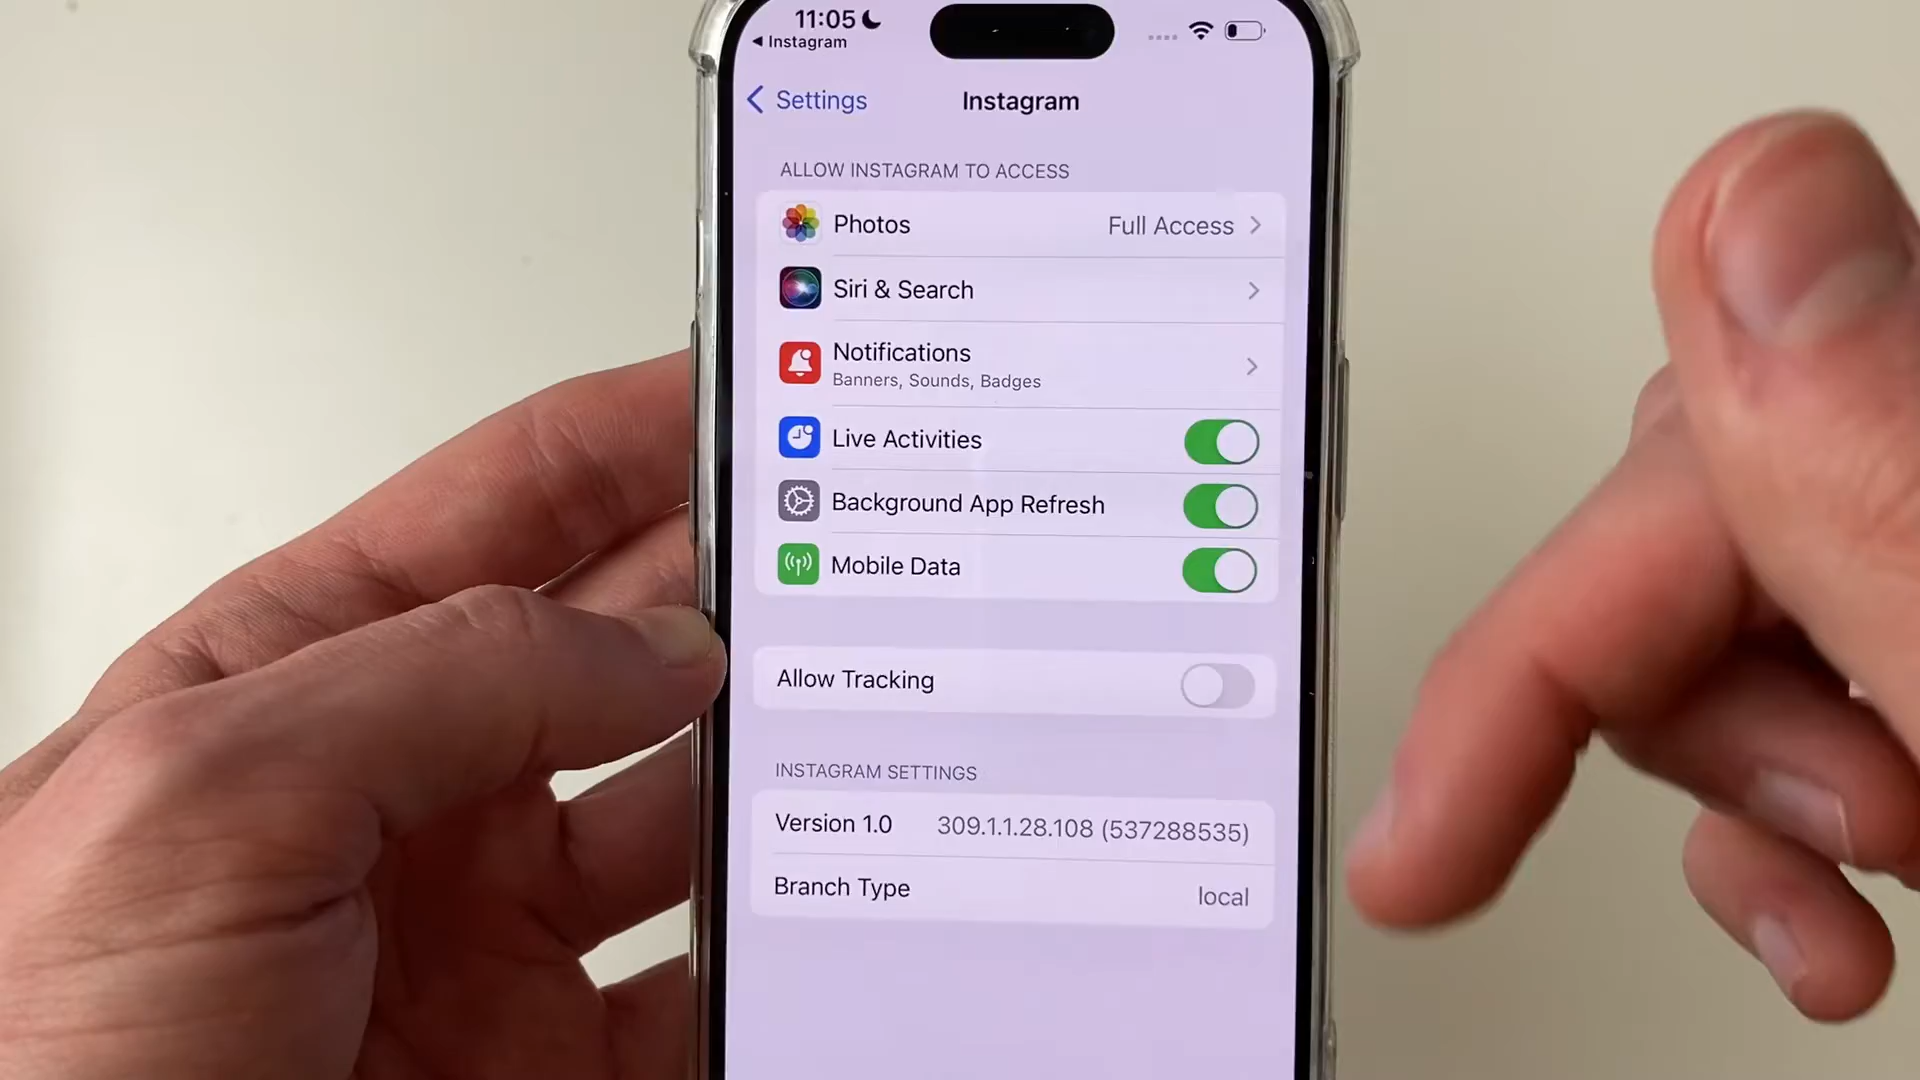 11:05
Instagram
Settings
Instagram
ALLOW INSTAGRAM TO ACCESS
Photos Full Access
Siri & Search
Notifications
Banners, Sounds, Badges
Live Activities
Background App Refresh
Mobile Data
Allow Tracking
INSTAGRAM SETTINGS
Version 1.0 309.1.1.28.108 (537288535)
Branch Type local